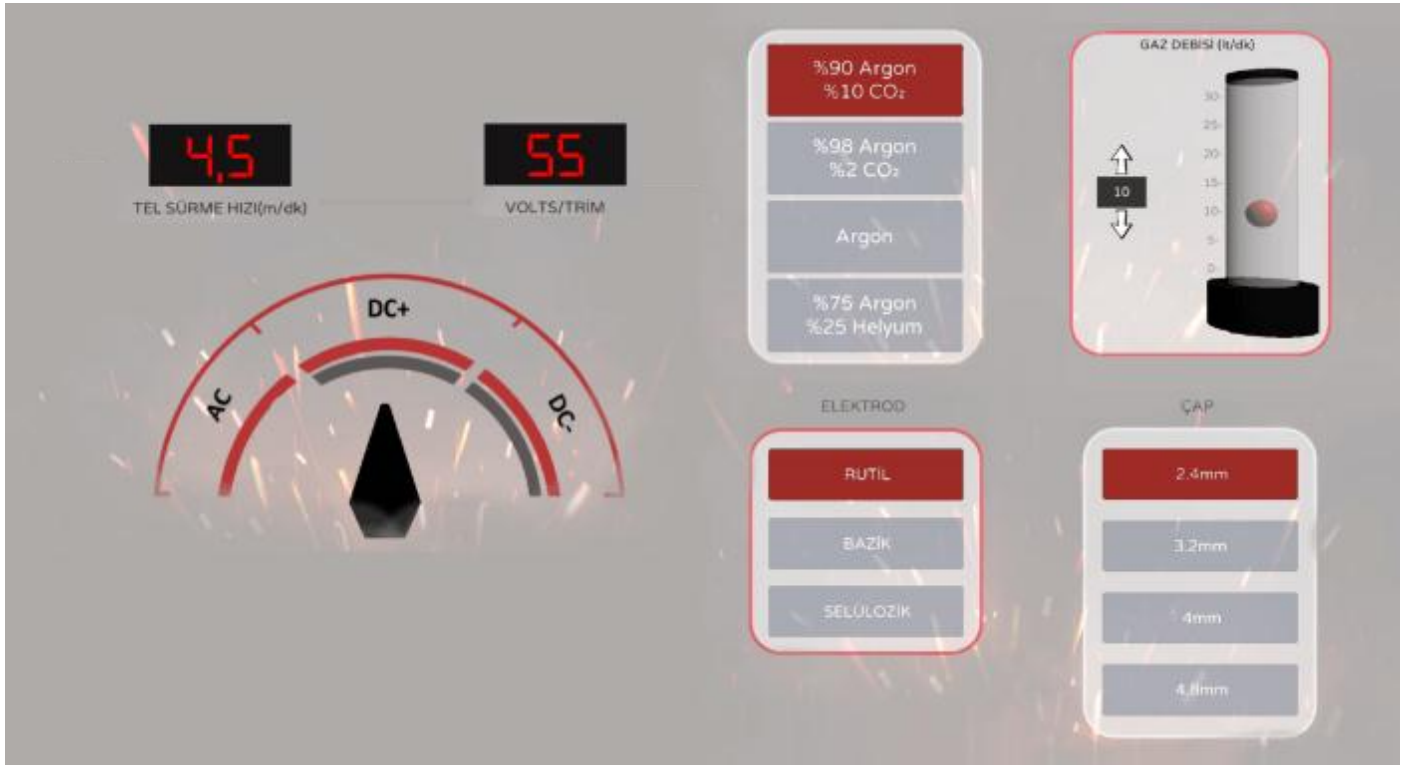 4,5
TEL SÜRME HIZI(m/dk)
55
VOLTS/TRİM
AC
DC+
DC-
%90 Argon
%10 CO₂
%98 Argon
%2 CO₂
Argon
%75 Argon
%25 Helyum
GAZ DEBİSİ (lt/dk)
30
25
20
15
10
5
0
10
ELEKTROD
RUTİL
BAZİK
SELÜLOZİK
ÇAP
2.4mm
3.2mm
4mm
4.8mm